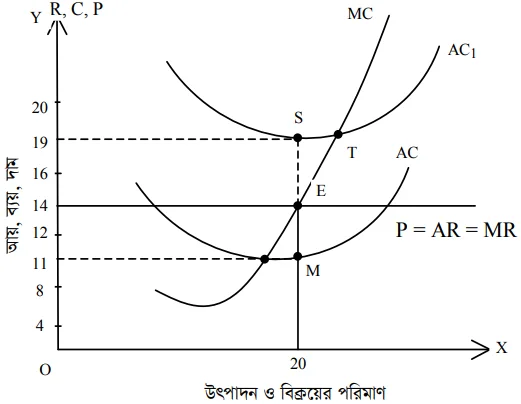 Y R, C, P
MC
AC1
20
S
19
T
AC
16
E
14
P = AR = MR
12
11
M
8
4
X
O
20
আয়, ব্যয়, দাম
উৎপাদন ও বিক্রয়ের পরিমাণ